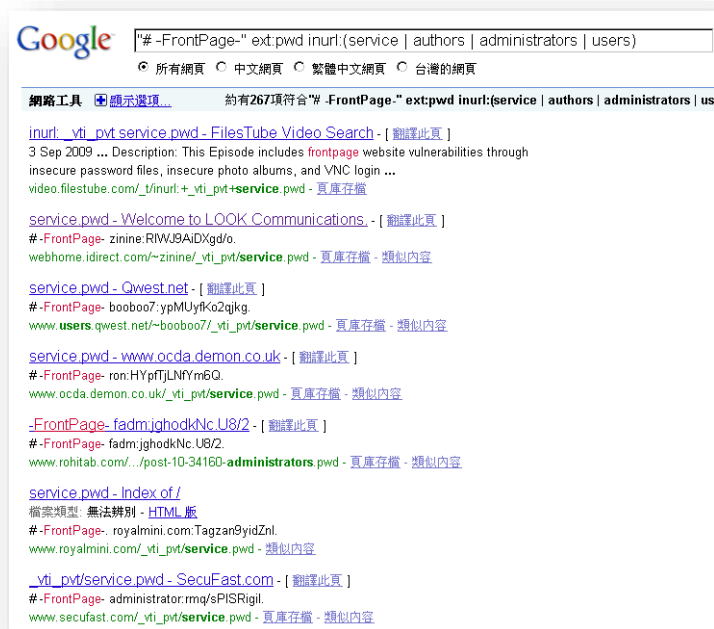 Google
"# -FrontPage-" ext:pwd inurl:(service | authors | administrators | users)
所有網頁 中文網頁 繁體中文網頁 台灣的網頁
網路工具 顯示選項... 約有267項符合"# -FrontPage-" ext:pwd inurl:(service | authors | administrators | us
inurl: _vti_pvt service.pwd - FilesTube Video Search - [ 翻譯此頁 ]
3 Sep 2009 ... Description: This Episode includes frontpage website vulnerabilities through
insecure password files, insecure photo albums, and VNC login ...
video.filestube.com/_t/inurl:+_vti_pvt+service.pwd - 頁庫存檔
service.pwd - Welcome to LOOK Communications. - [ 翻譯此頁 ]
# -FrontPage- zinine:RIWJ9AiDXgd/o.
webhome.idirect.com/~zinine/_vti_pvt/service.pwd - 頁庫存檔 - 類似內容
service.pwd - Qwest.net - [ 翻譯此頁 ]
# -FrontPage- booboo7:ypMUyfKo2qjkg.
www.users.qwest.net/~booboo7/_vti_pvt/service.pwd - 頁庫存檔 - 類似內容
service.pwd - www.ocda.demon.co.uk - [ 翻譯此頁 ]
# -FrontPage- ron:HYpfTjLNfYm6Q.
www.ocda.demon.co.uk/_vti_pvt/service.pwd - 頁庫存檔 - 類似內容
-FrontPage- fadm:jghodkNc.U8/2 - [ 翻譯此頁 ]
# -FrontPage- fadm:jghodkNc.U8/2.
www.rohitab.com/.../post-10-34160-administrators.pwd - 頁庫存檔 - 類似內容
service.pwd - Index of /
檔案類型: 無法辨別 - HTML 版
# -FrontPage-. royalmini.com:Tagzan9yidZnI.
www.royalmini.com/_vti_pvt/service.pwd - 類似內容
_vti_pvt/service.pwd - SecuFast.com - [ 翻譯此頁 ]
# -FrontPage- administrator:rmq/sPISRigil.
www.secufast.com/_vti_pvt/service.pwd - 頁庫存檔 - 類似內容